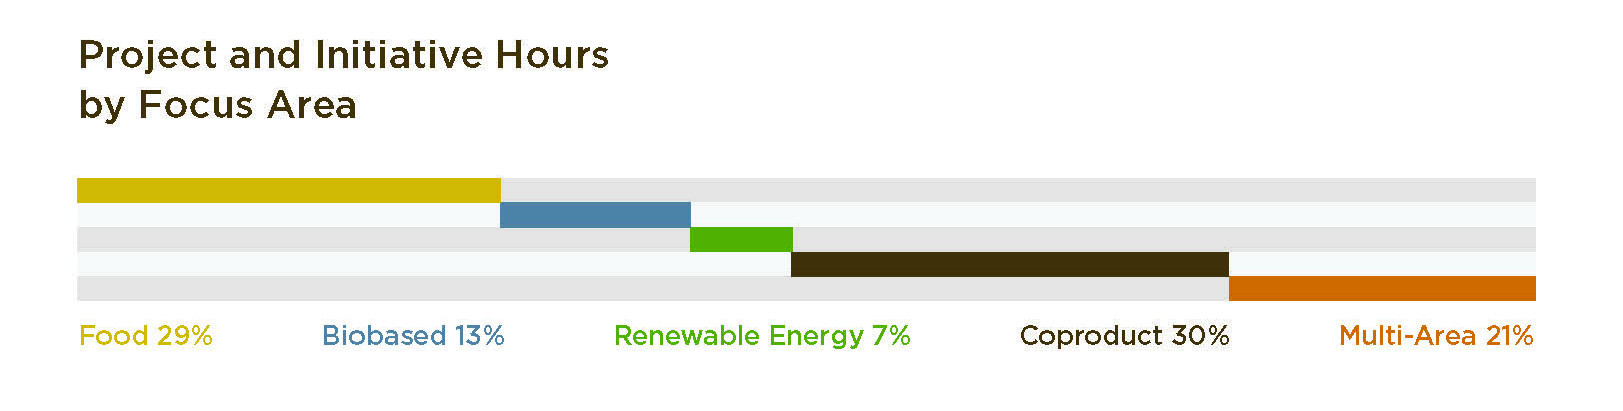 Project and Initiative Hours
by Focus Area
Food 29% Biobased 13% Renewable Energy 7% Coproduct 30% Multi-Area 21%